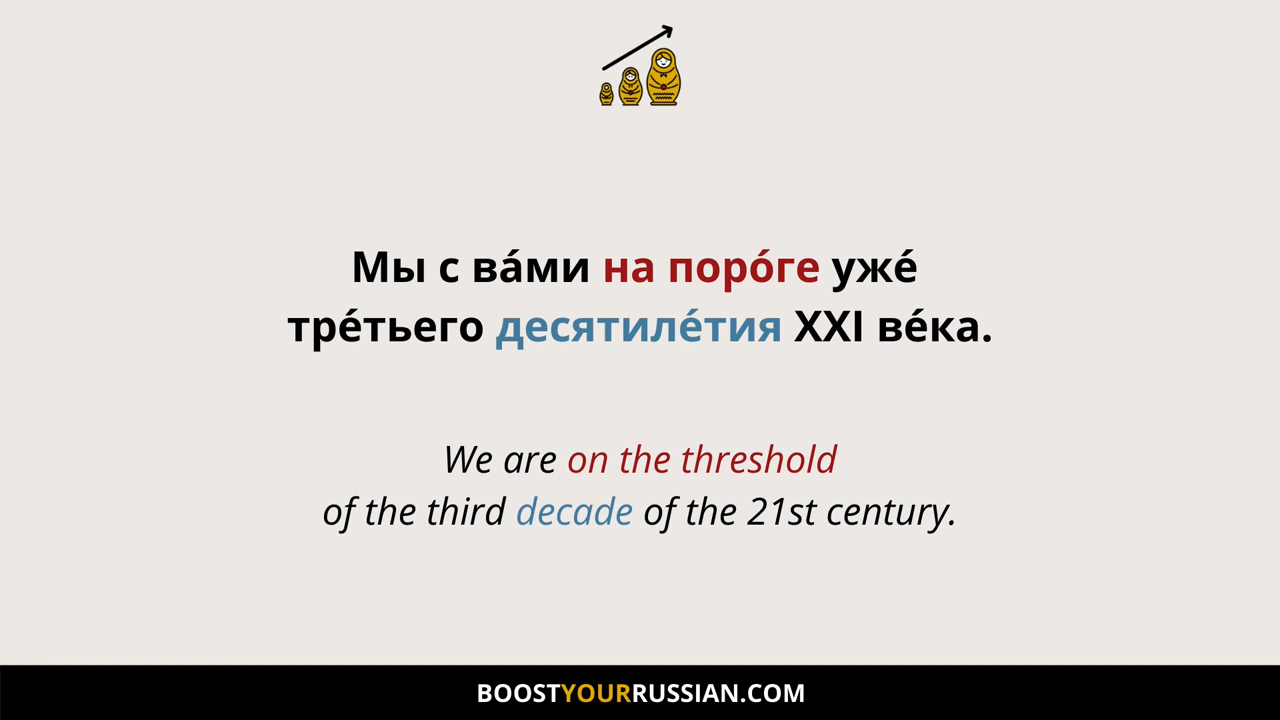 Мы с ва́ми на поро́ге уже́
тре́тьего десятиле́тия XXI ве́ка.
We are on the threshold
of the third decade of the 21st century.
BOOSTYOURRUSSIAN.COM